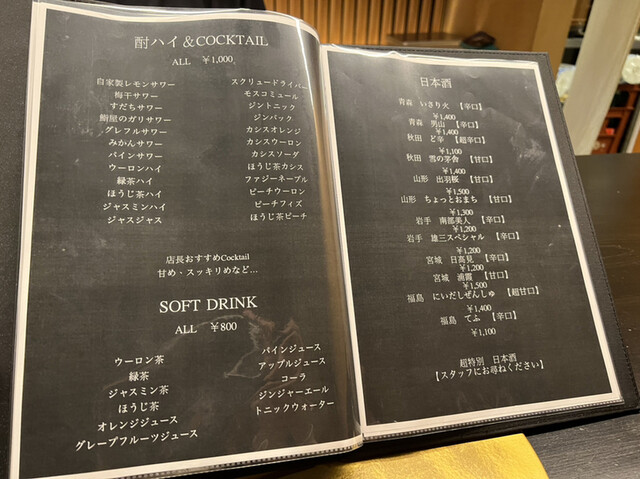 酎ハイ＆COCKTAIL
ALL ￥1,000
自家製レモンサワー
梅干サワー
すだちサワー
鮨屋のガリサワー
グレフルサワー
みかんサワー
パインサワー
ウーロンハイ
緑茶ハイ
ほうじ茶ハイ
ジャスミンハイ
ジャスジャス
スクリュードライバー
モスコミュール
ジントニック
ジンバック
カシスオレンジ
カシスウーロン
カシスソーダ
ほうじ茶カシス
ファジーネーブル
ピーチウーロン
ピーチフィズ
ほうじ茶ピーチ
店長おすすめCocktail
甘め・スッキリめなど…
SOFT DRINK
ALL ￥800
ウーロン茶
緑茶
ジャスミン茶
ほうじ茶
オレンジジュース
グレープフルーツジュース
パインジュース
アップルジュース
コーラ
ジンジャーエール
トニックウォーター
日本酒
青森 いさり火 【辛口】
￥1,400
青森 男山 【辛口】
￥1,400
秋田 ど辛 【超辛口】
￥1,100
秋田 雪の茅舎 【甘口】
￥1,400
山形 出羽桜 【甘口】
￥1,500
山形 ちょっとおまち 【甘口】
￥1,300
岩手 南部美人 【辛口】
￥1,200
岩手 雄三スペシャル 【辛口】
￥1,200
宮城 日高見 【辛口】
￥1,200
宮城 浦霞 【甘口】
￥1,500
福島 にいだしぜんしゅ 【超甘口】
￥1,400
福島 てふ 【辛口】
￥1,100
超特別 日本酒
【スタッフにお尋ねください】